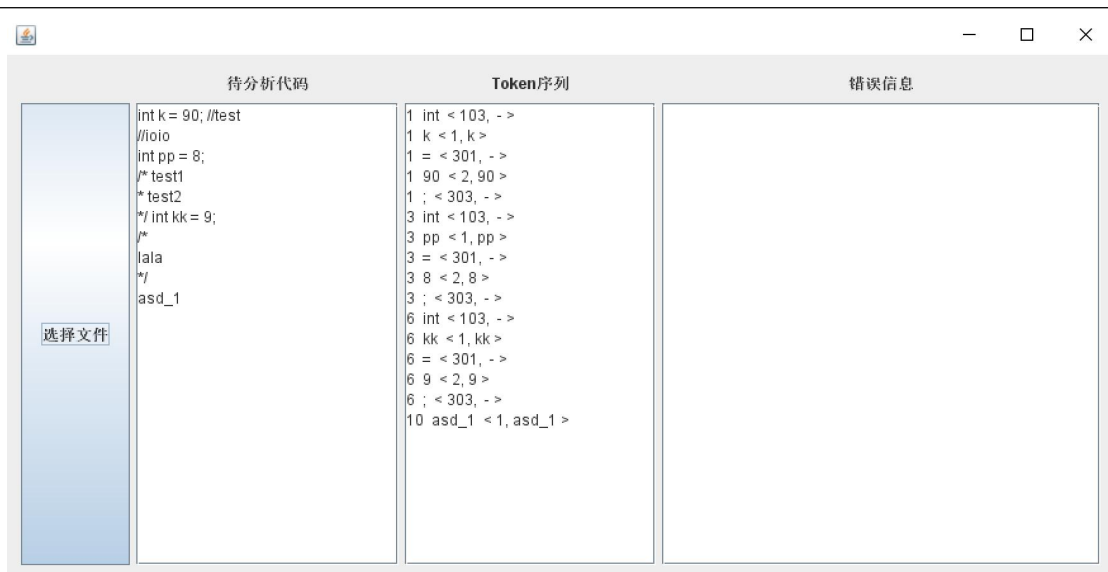 待分析代码
Token序列
错误信息
选择文件
int k = 90; //test
//ioio
int pp = 8;
/* test1
* test2
*/ int kk = 9;
/*
lala
*/
asd_1
1 int < 103, - >
1 k < 1, k >
1 = < 301, - >
1 90 < 2, 90 >
1 ; < 303, - >
3 int < 103, - >
3 pp < 1, pp >
3 = < 301, - >
3 8 < 2, 8 >
3 ; < 303, - >
6 int < 103, - >
6 kk < 1, kk >
6 = < 301, - >
6 9 < 2, 9 >
6 ; < 303, - >
10 asd_1 < 1, asd_1 >